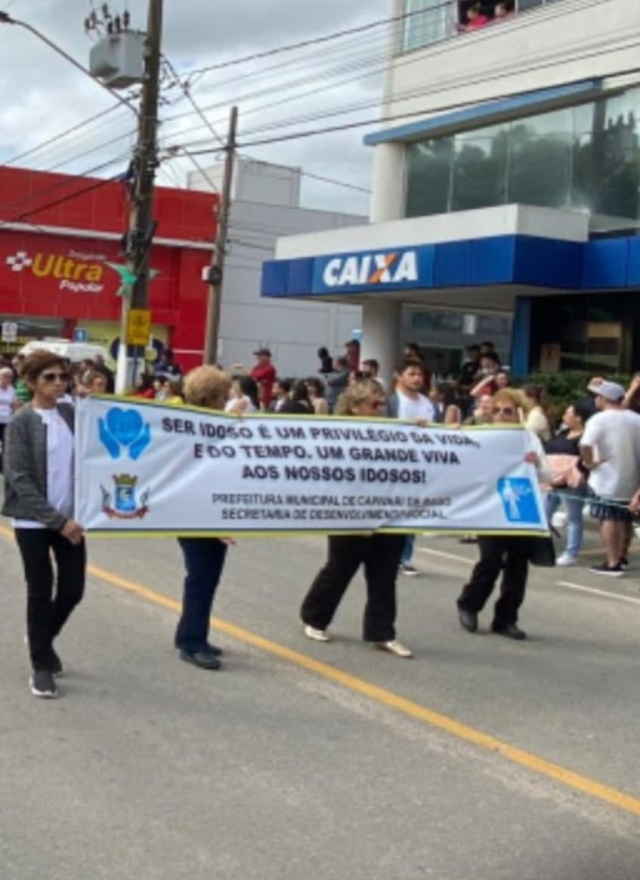 Ultra
Popular
CAIXA
SER IDOSO É UM PRIVILÉGIO DA VIDA,
E DO TEMPO, UM GRANDE VIVA
AOS NOSSOS IDOSOS!
PREFEITURA MUNICIPAL DE CAPIVARI DE BAIXO
SECRETARIA DE DESENVOLVIMENTO SOCIAL